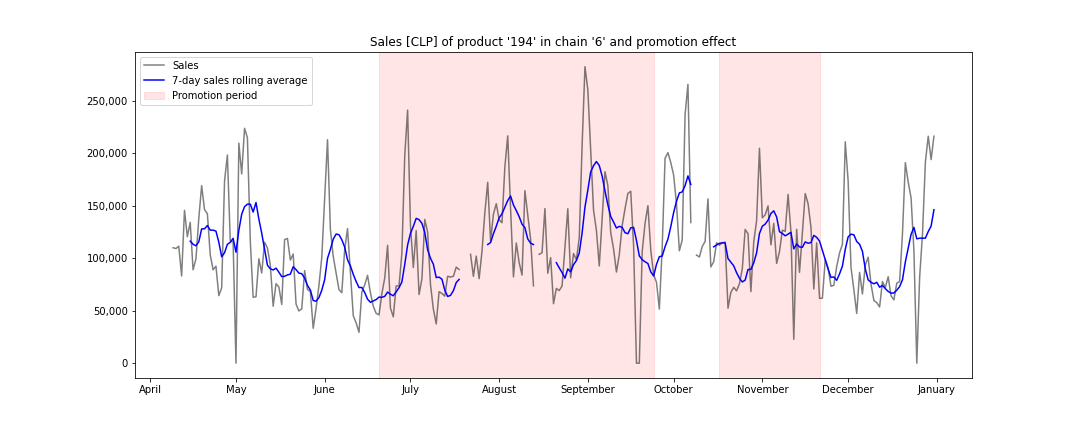 Sales [CLP] of product '194' in chain '6' and promotion effect
Sales
7-day sales rolling average
Promotion period
250,000
200,000
150,000
100,000
50,000
0
April May June July August September October November December January